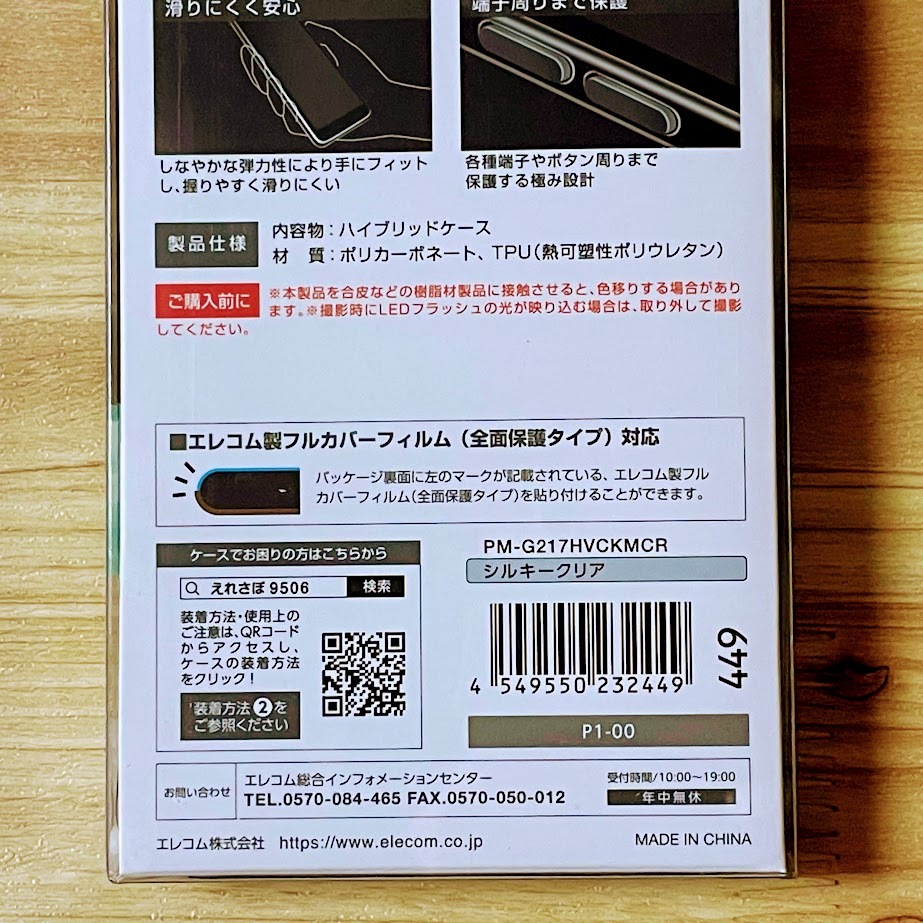 滑りにくく安心
端子周りまで保護
しなやかな弾力性により手にフィット
し、握りやすく滑りにくい
各種端子やボタン周りまで
保護する極み設計
製品仕様
内容物：ハイブリッドケース
材　質：ポリカーボネート、TPU（熱可塑性ポリウレタン）
ご購入前に
※本製品を合皮などの樹脂材製品に接触させると、色移りする場合があり
ます。※撮影時にLEDフラッシュの光が映り込む場合は、取り外して撮影
してください。
■エレコム製フルカバーフィルム（全面保護タイプ）対応
パッケージ裏面に左のマークが記載されている、エレコム製フル
カバーフィルム（全面保護タイプ）を貼り付けることができます。
ケースでお困りの方はこちらから
えれさぽ 9506
検索
装着方法・使用上の
ご注意は、QRコード
からアクセスし、
ケースの装着方法
をクリック！
装着方法❷を
ご参照ください
PM-G217HVCKMCR
シルキークリア
4 549550 232449
449
P1-00
お問い合わせ
エレコム総合インフォメーションセンター
TEL.0570-084-465 FAX.0570-050-012
受付時間/10:00～19:00
年中無休
エレコム株式会社 https://www.elecom.co.jp
MADE IN CHINA